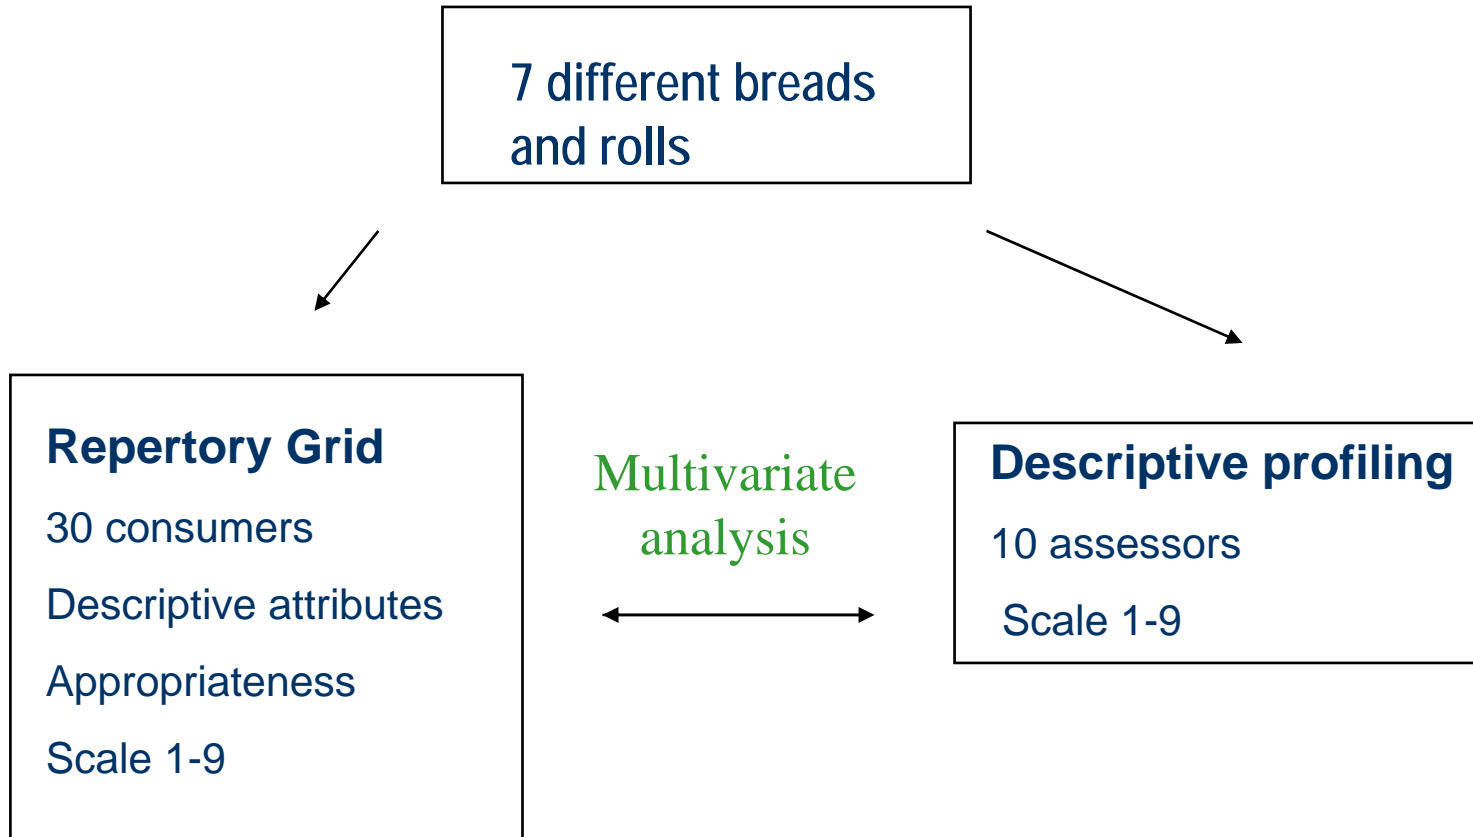 7 different breads
and rolls
Repertory Grid
30 consumers
Descriptive attributes
Appropriateness
Scale 1-9
Multivariate
analysis
Descriptive profiling
10 assessors
Scale 1-9